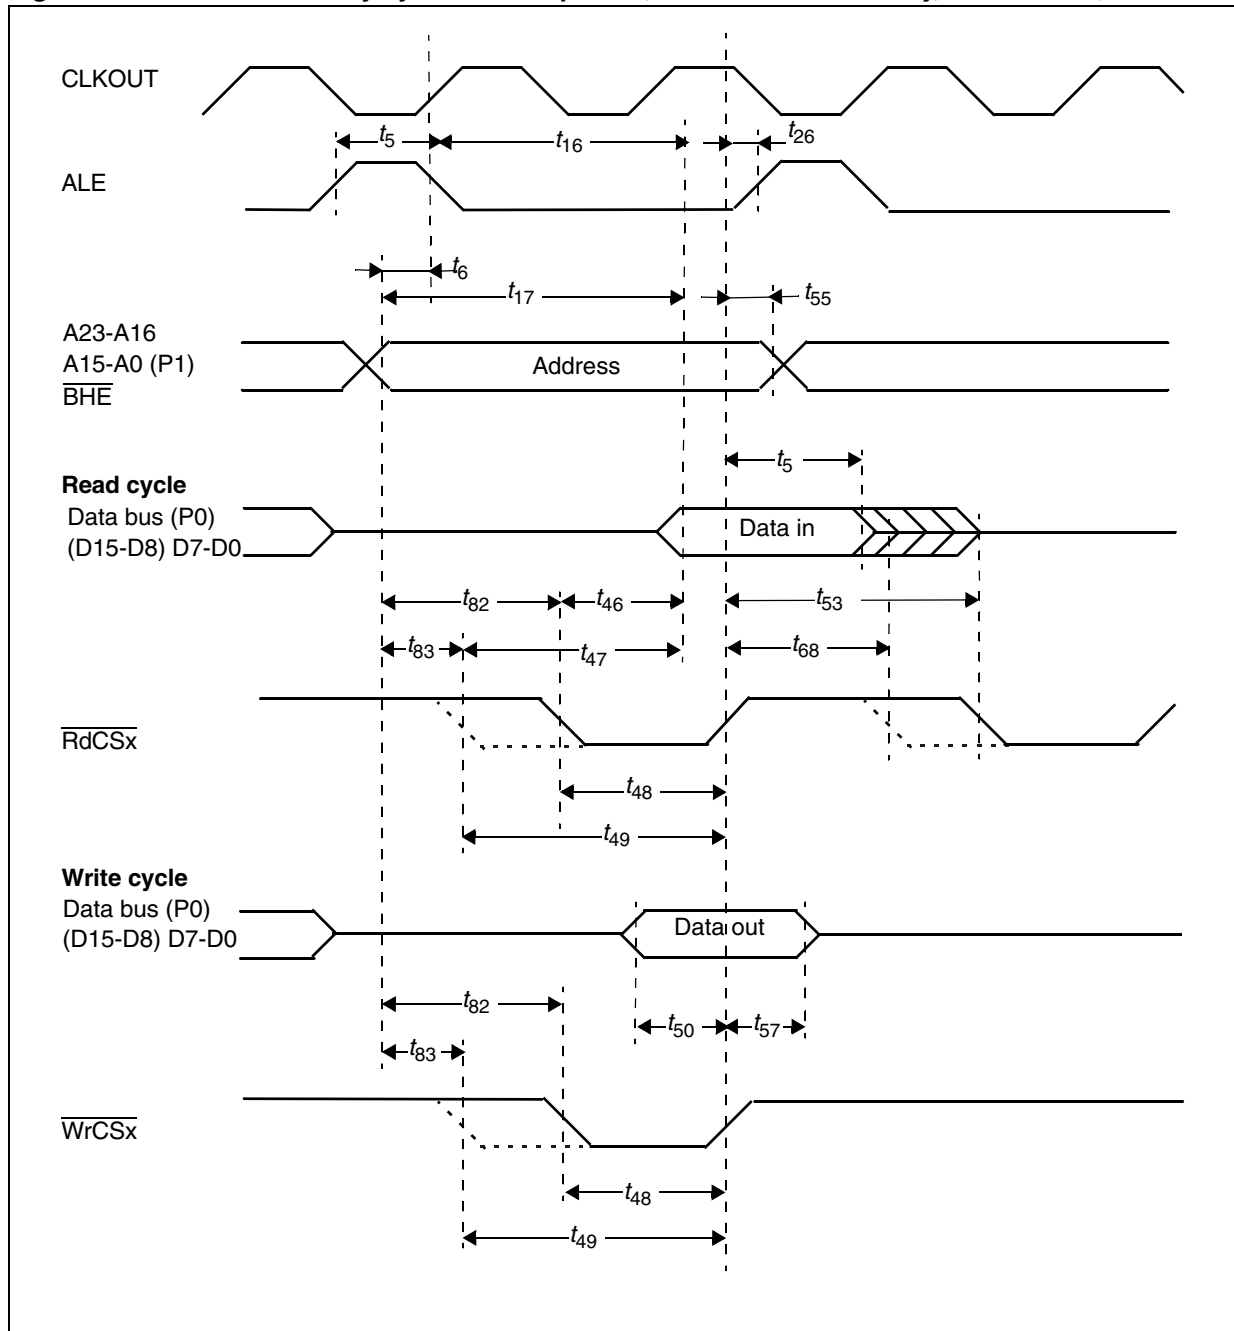 CLKOUT
t5
t16
t26
ALE
t6
t17
t55
A23-A16
A15-A0 (P1)
BHE
Address
t5
Read cycle
Data bus (P0)
(D15-D8) D7-D0
Data in
t82
t46
t53
t83
t47
t68
RdCSx
t48
t49
Write cycle
Data bus (P0)
(D15-D8) D7-D0
Data out
t82
t50
t57
t83
WrCSx
t48
t49